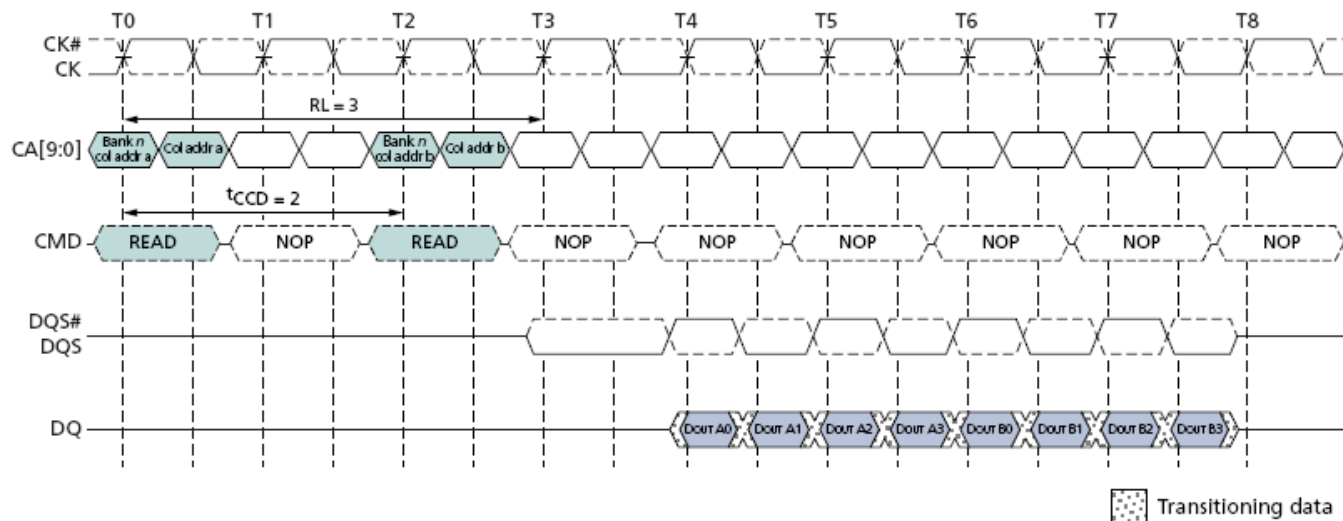 T0 T1 T2 T3 T4 T5 T6 T7 T8
CK#
CK
RL = 3
CA[9:0] Bank n col addr a Col addr a Bank n col addr b Col addr b
tCCD = 2
CMD READ NOP READ NOP NOP NOP NOP NOP NOP
DQS#
DQS
DQ DOUT A0 DOUT A1 DOUT A2 DOUT A3 DOUT B0 DOUT B1 DOUT B2 DOUT B3
Transitioning data